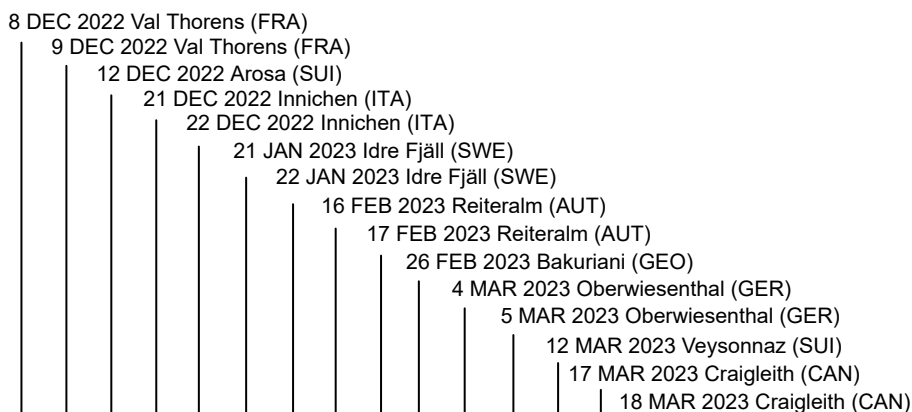 8 DEC 2022 Val Thorens (FRA)
9 DEC 2022 Val Thorens (FRA)
12 DEC 2022 Arosa (SUI)
21 DEC 2022 Innichen (ITA)
22 DEC 2022 Innichen (ITA)
21 JAN 2023 Idre Fjäll (SWE)
22 JAN 2023 Idre Fjäll (SWE)
16 FEB 2023 Reiteralm (AUT)
17 FEB 2023 Reiteralm (AUT)
26 FEB 2023 Bakuriani (GEO)
4 MAR 2023 Oberwiesenthal (GER)
5 MAR 2023 Oberwiesenthal (GER)
12 MAR 2023 Veysonnaz (SUI)
17 MAR 2023 Craigleith (CAN)
18 MAR 2023 Craigleith (CAN)